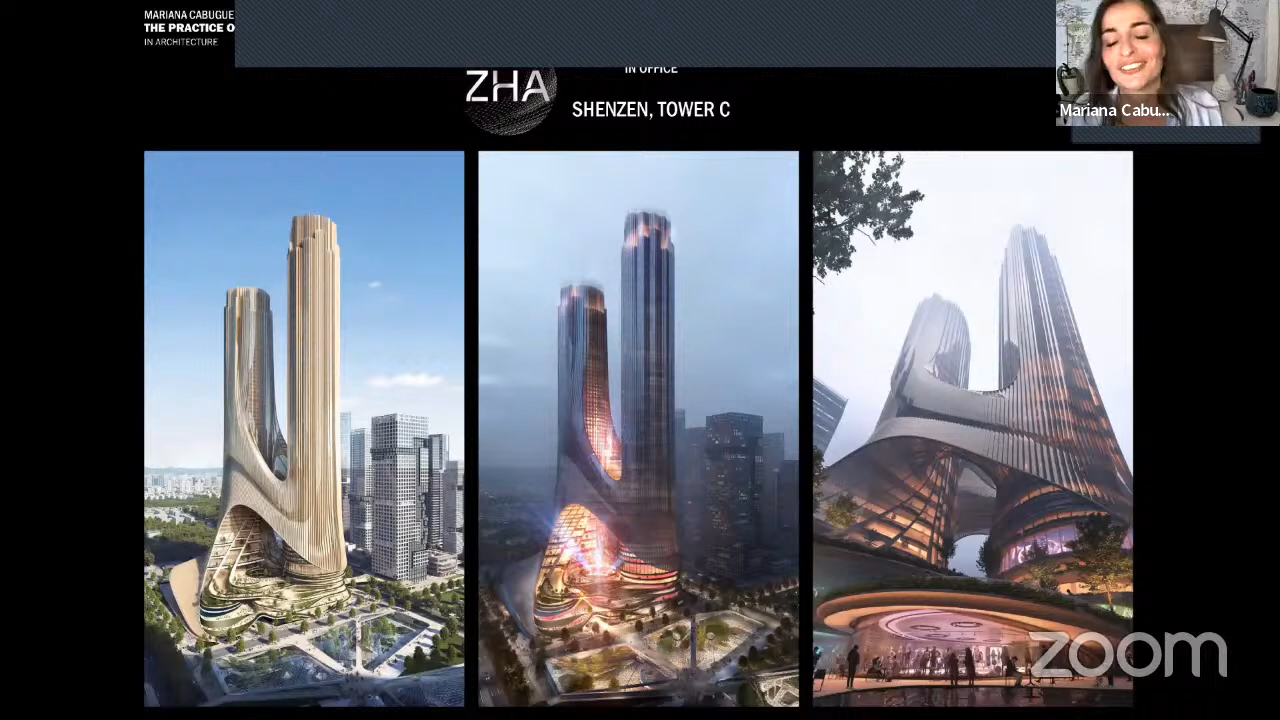 MARIANA CABUGUE
THE PRACTICE O
IN ARCHITECTURE
IN OFFICE
ZHA
SHENZEN, TOWER C
Mariana Cabu...
zoom